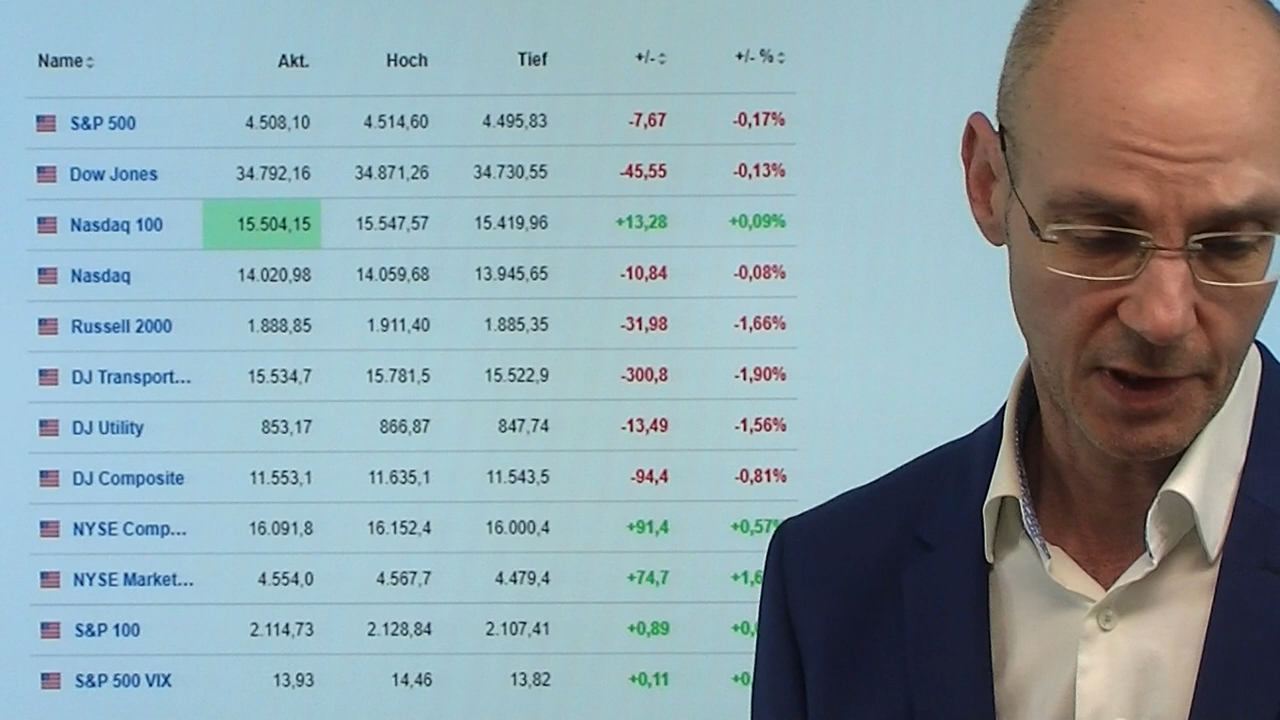 Name Akt. Hoch Tief +/- +/- %
S&P 500 4.508,10 4.514,60 4.495,83 -7,67 -0,17%
Dow Jones 34.792,16 34.871,26 34.730,55 -45,55 -0,13%
Nasdaq 100 15.504,15 15.547,57 15.419,96 +13,28 +0,09%
Nasdaq 14.020,98 14.059,68 13.945,65 -10,84 -0,08%
Russell 2000 1.888,85 1.911,40 1.885,35 -31,98 -1,66%
DJ Transport... 15.534,7 15.781,5 15.522,9 -300,8 -1,90%
DJ Utility 853,17 866,87 847,74 -13,49 -1,56%
DJ Composite 11.553,1 11.635,1 11.543,5 -94,4 -0,81%
NYSE Comp... 16.091,8 16.152,4 16.000,4 +91,4 +0,57%
NYSE Market... 4.554,0 4.567,7 4.479,4 +74,7
S&P 100 2.114,73 2.128,84 2.107,41 +0,89
S&P 500 VIX 13,93 14,46 13,82 +0,11